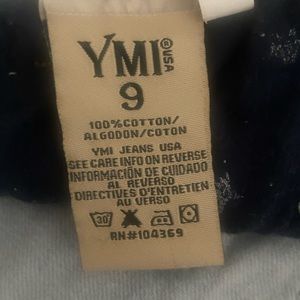 YMI ® USA
9
100% COTTON/
ALGODON/COTON
YMI JEANS USA
SEE CARE INFO ON REVERSE
INFORMACIÓN DE CUIDADO
AL REVERSO
DIRECTIVES D'ENTRETIEN
AU VERSO
30°
RN#104369